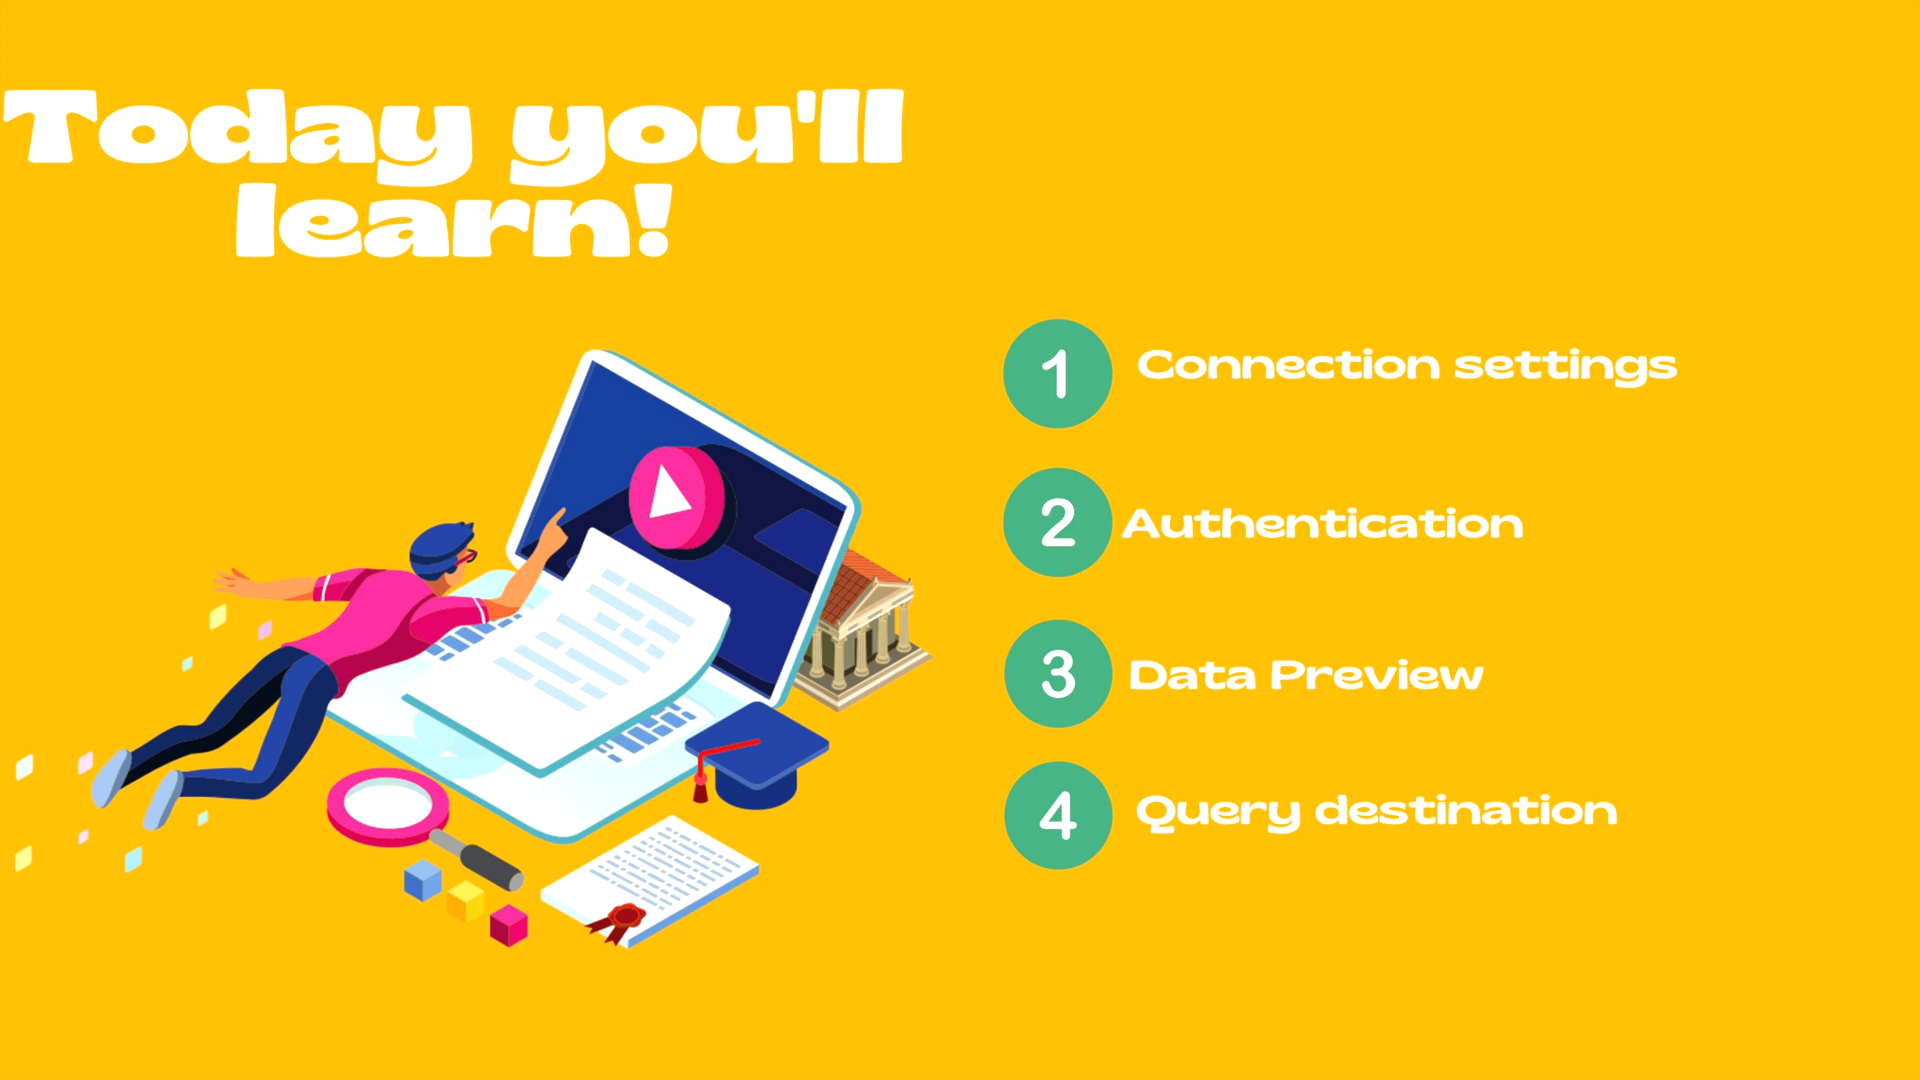 Today you'll
learn!
1 Connection settings
2 Authentication
3 Data Preview
4 Query destination